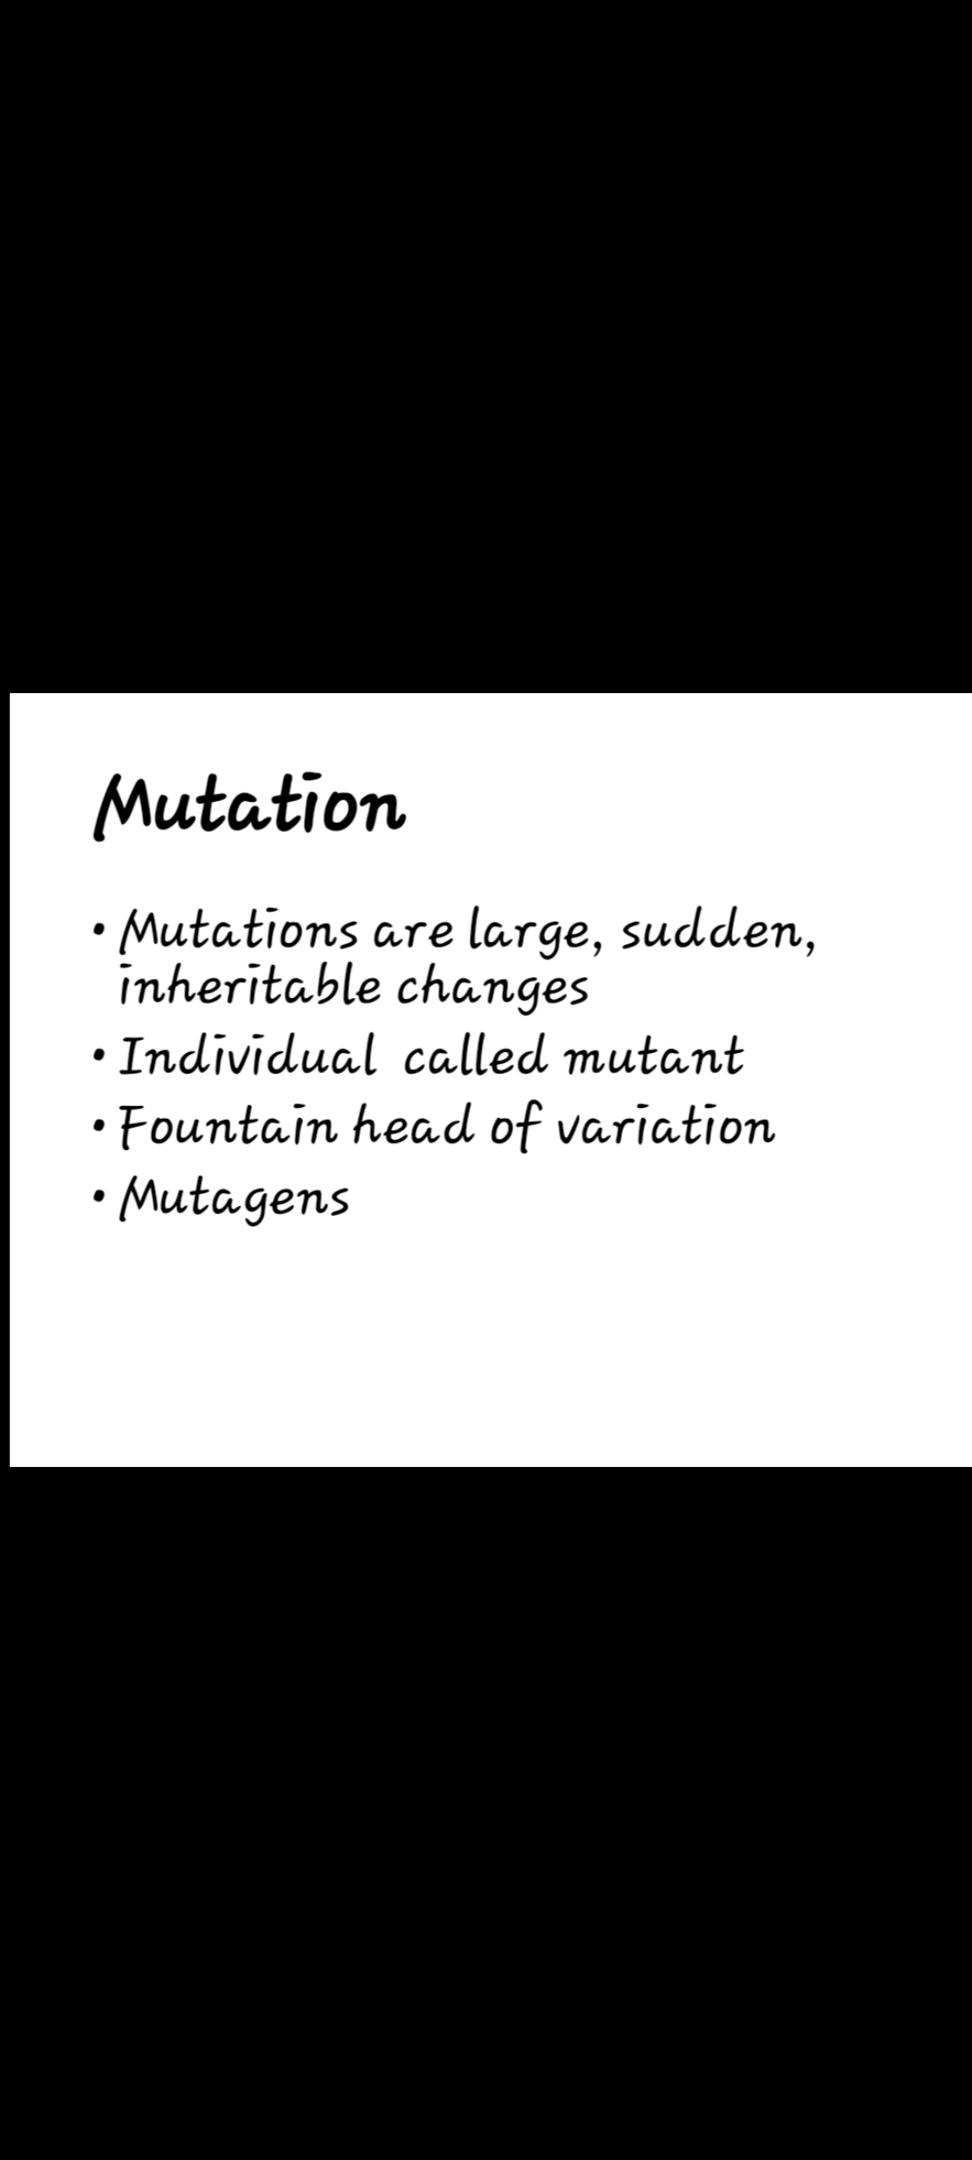 Mutation
• Mutations are large, sudden,
inheritable changes
• Individual called mutant
• Fountain head of variation
• Mutagens